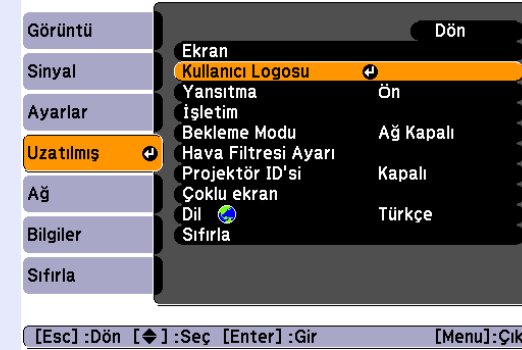 Görüntü
Sinyal
Ayarlar
Uzatılmış
Ağ
Bilgiler
Sıfırla
Dön
Ekran
Kullanıcı Logosu
Yansıtma Ön
İşletim
Bekleme Modu Ağ Kapalı
Hava Filtresi Ayarı
Projektör ID'si Kapalı
Çoklu ekran
Dil Türkçe
Sıfırla
[Esc] :Dön [◆] :Seç [Enter] :Gir [Menu]:Çık